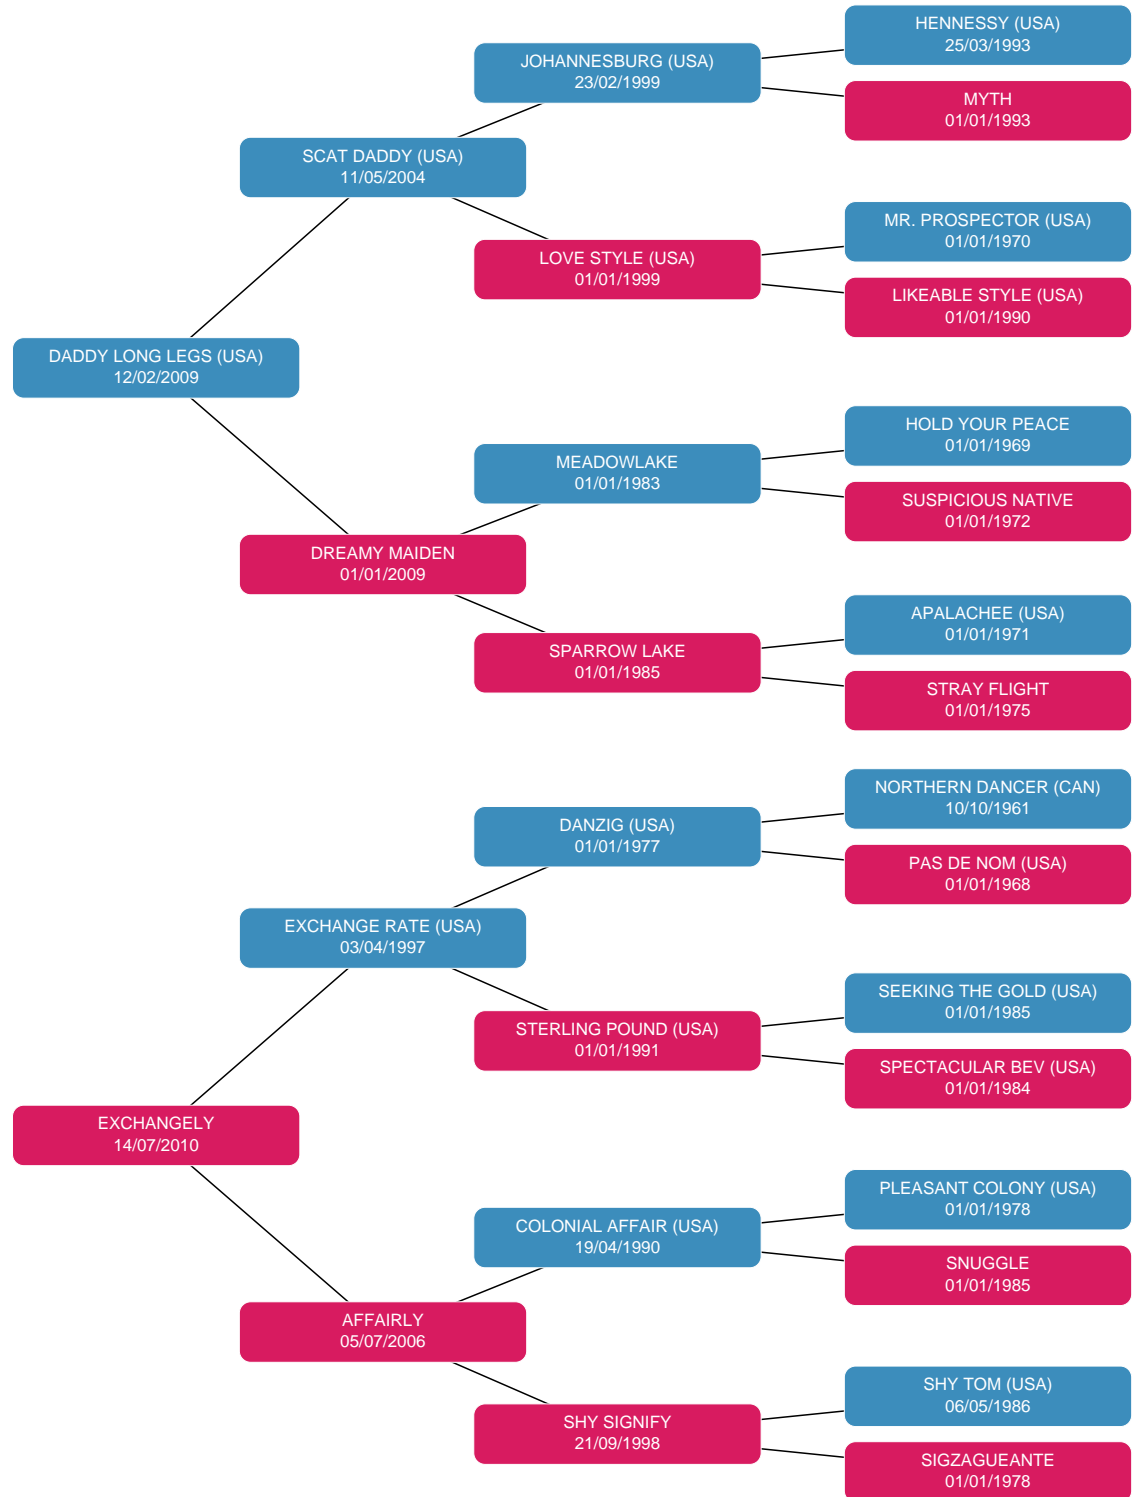 HENNESSY (USA)
25/03/1993
JOHANNESBURG (USA)
23/02/1999
MYTH
01/01/1993
SCAT DADDY (USA)
11/05/2004
MR. PROSPECTOR (USA)
01/01/1970
LOVE STYLE (USA)
01/01/1999
LIKEABLE STYLE (USA)
01/01/1990
DADDY LONG LEGS (USA)
12/02/2009
HOLD YOUR PEACE
01/01/1969
MEADOWLAKE
01/01/1983
SUSPICIOUS NATIVE
01/01/1972
DREAMY MAIDEN
01/01/2009
APALACHEE (USA)
01/01/1971
SPARROW LAKE
01/01/1985
STRAY FLIGHT
01/01/1975
NORTHERN DANCER (CAN)
10/10/1961
DANZIG (USA)
01/01/1977
PAS DE NOM (USA)
01/01/1968
EXCHANGE RATE (USA)
03/04/1997
SEEKING THE GOLD (USA)
01/01/1985
STERLING POUND (USA)
01/01/1991
SPECTACULAR BEV (USA)
01/01/1984
EXCHANGELY
14/07/2010
PLEASANT COLONY (USA)
01/01/1978
COLONIAL AFFAIR (USA)
19/04/1990
SNUGGLE
01/01/1985
AFFAIRLY
05/07/2006
SHY TOM (USA)
06/05/1986
SHY SIGNIFY
21/09/1998
SIGZAGUEANTE
01/01/1978